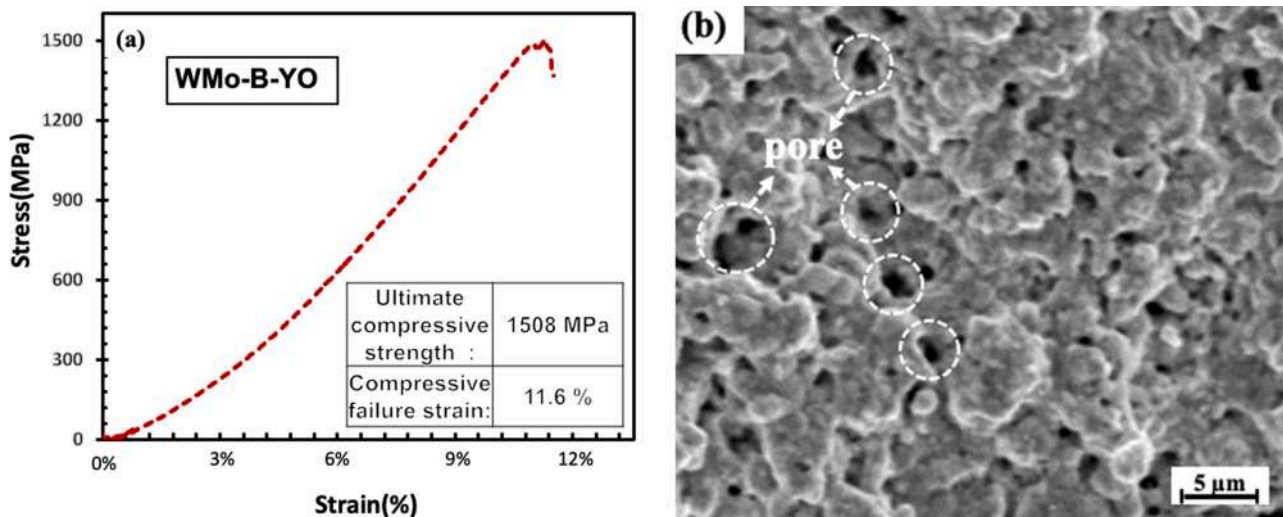 (a)
WMo-B-YO
Stress(MPa)
1500
1200
900
600
300
0
0%
3%
6%
9%
12%
Strain(%)
Ultimate
compressive
strength :
1508 MPa
Compressive
failure strain:
11.6 %
(b)
pore
5 μm